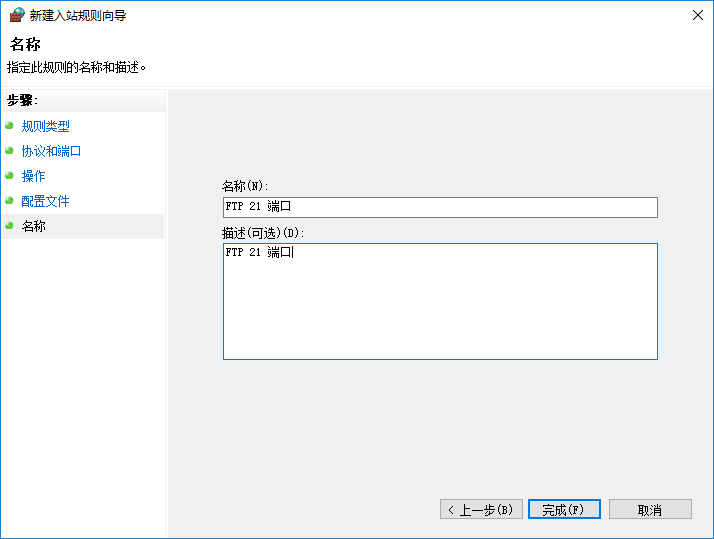 新建入站规则向导
名称
指定此规则的名称和描述。
步骤:
规则类型
协议和端口
操作
配置文件
名称
名称(N):
FTP 21 端口
描述(可选)(D):
FTP 21 端口
< 上一步(B)
完成(F)
取消